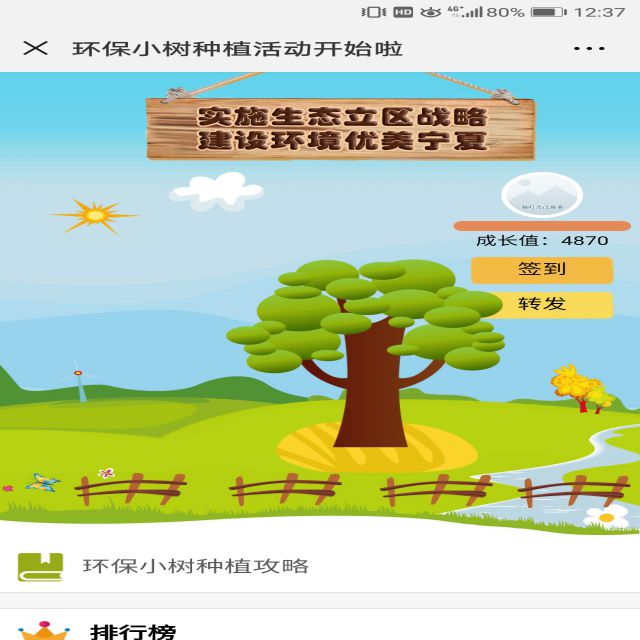 HD 4G+ 80% 12:37
环保小树种植活动开始啦
实施生态立区战略
建设环境优美宁夏
成长值：4870
签到
转发
环保小树种植攻略
排行榜